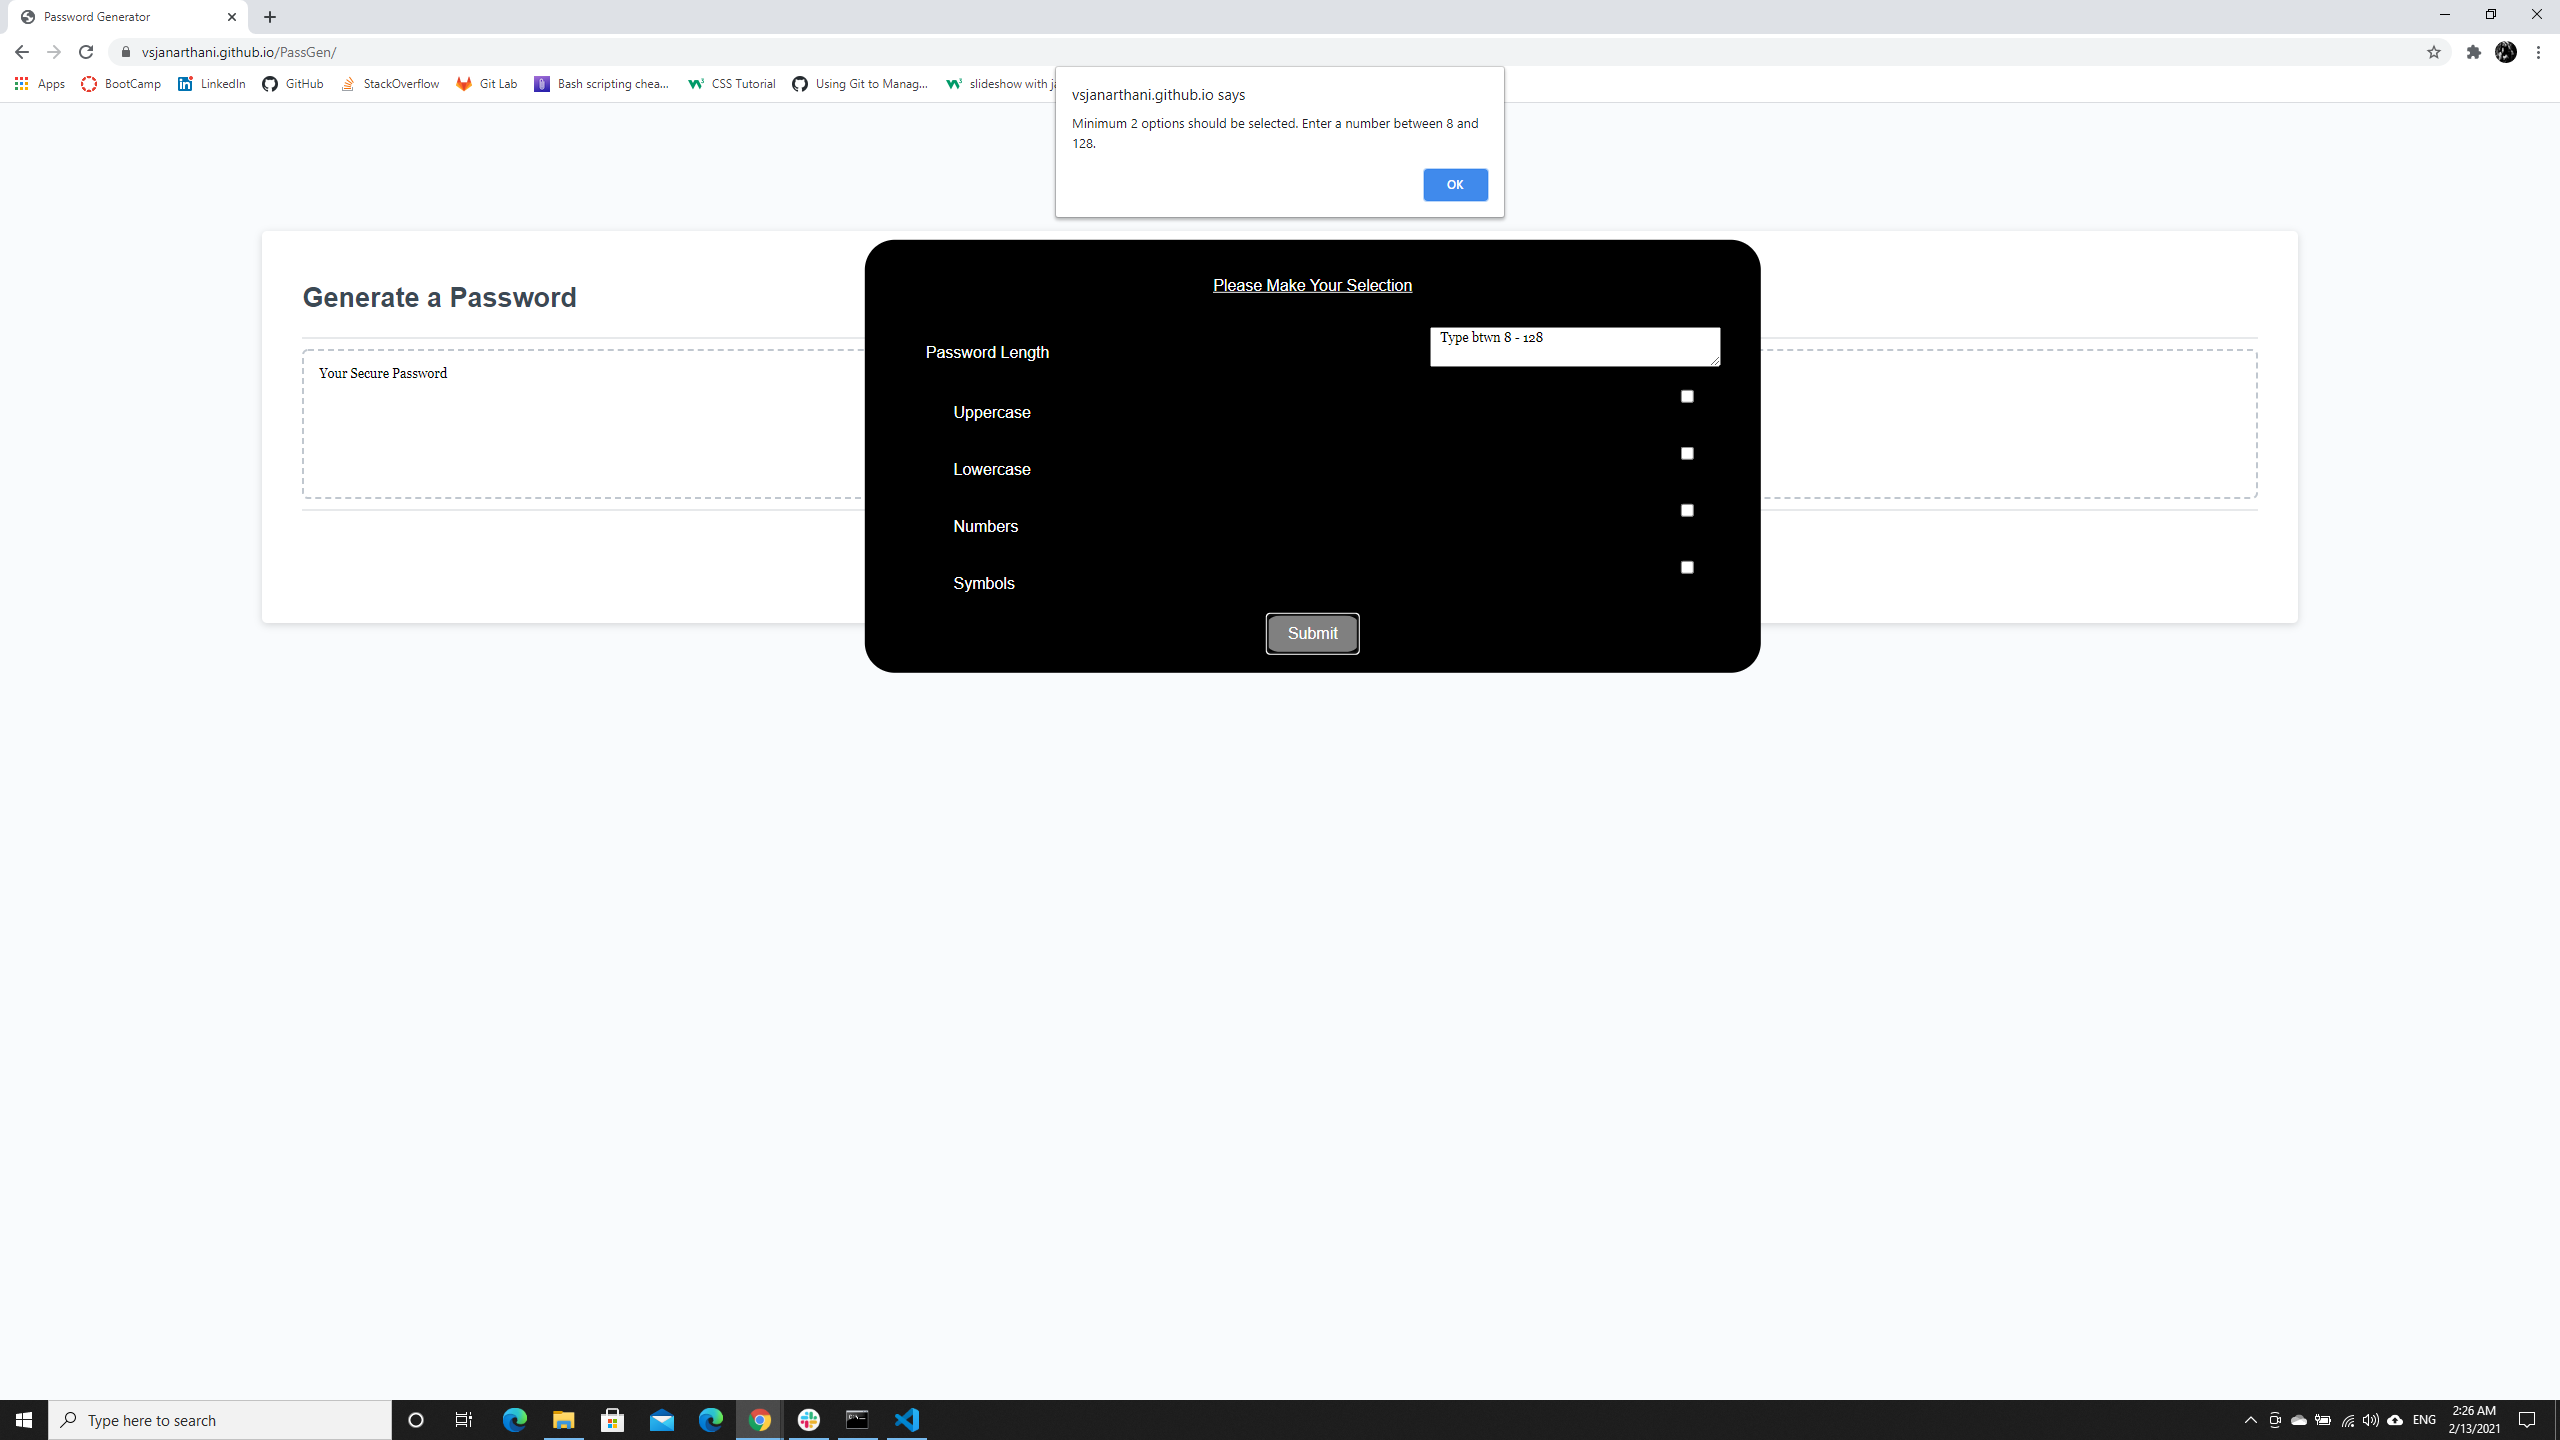 Password Generator
vsjanarthani.github.io/PassGen/
Apps BootCamp LinkedIn GitHub StackOverflow Git Lab Bash scripting chea... CSS Tutorial Using Git to Manag... slideshow with ja
vsjanarthani.github.io says
Minimum 2 options should be selected. Enter a number between 8 and
128.
OK
Generate a Password
Your Secure Password
Please Make Your Selection
Password Length Type btwn 8 - 128
Uppercase
Lowercase
Numbers
Symbols
Submit
Type here to search
ENG
2:26 AM
2/13/2021